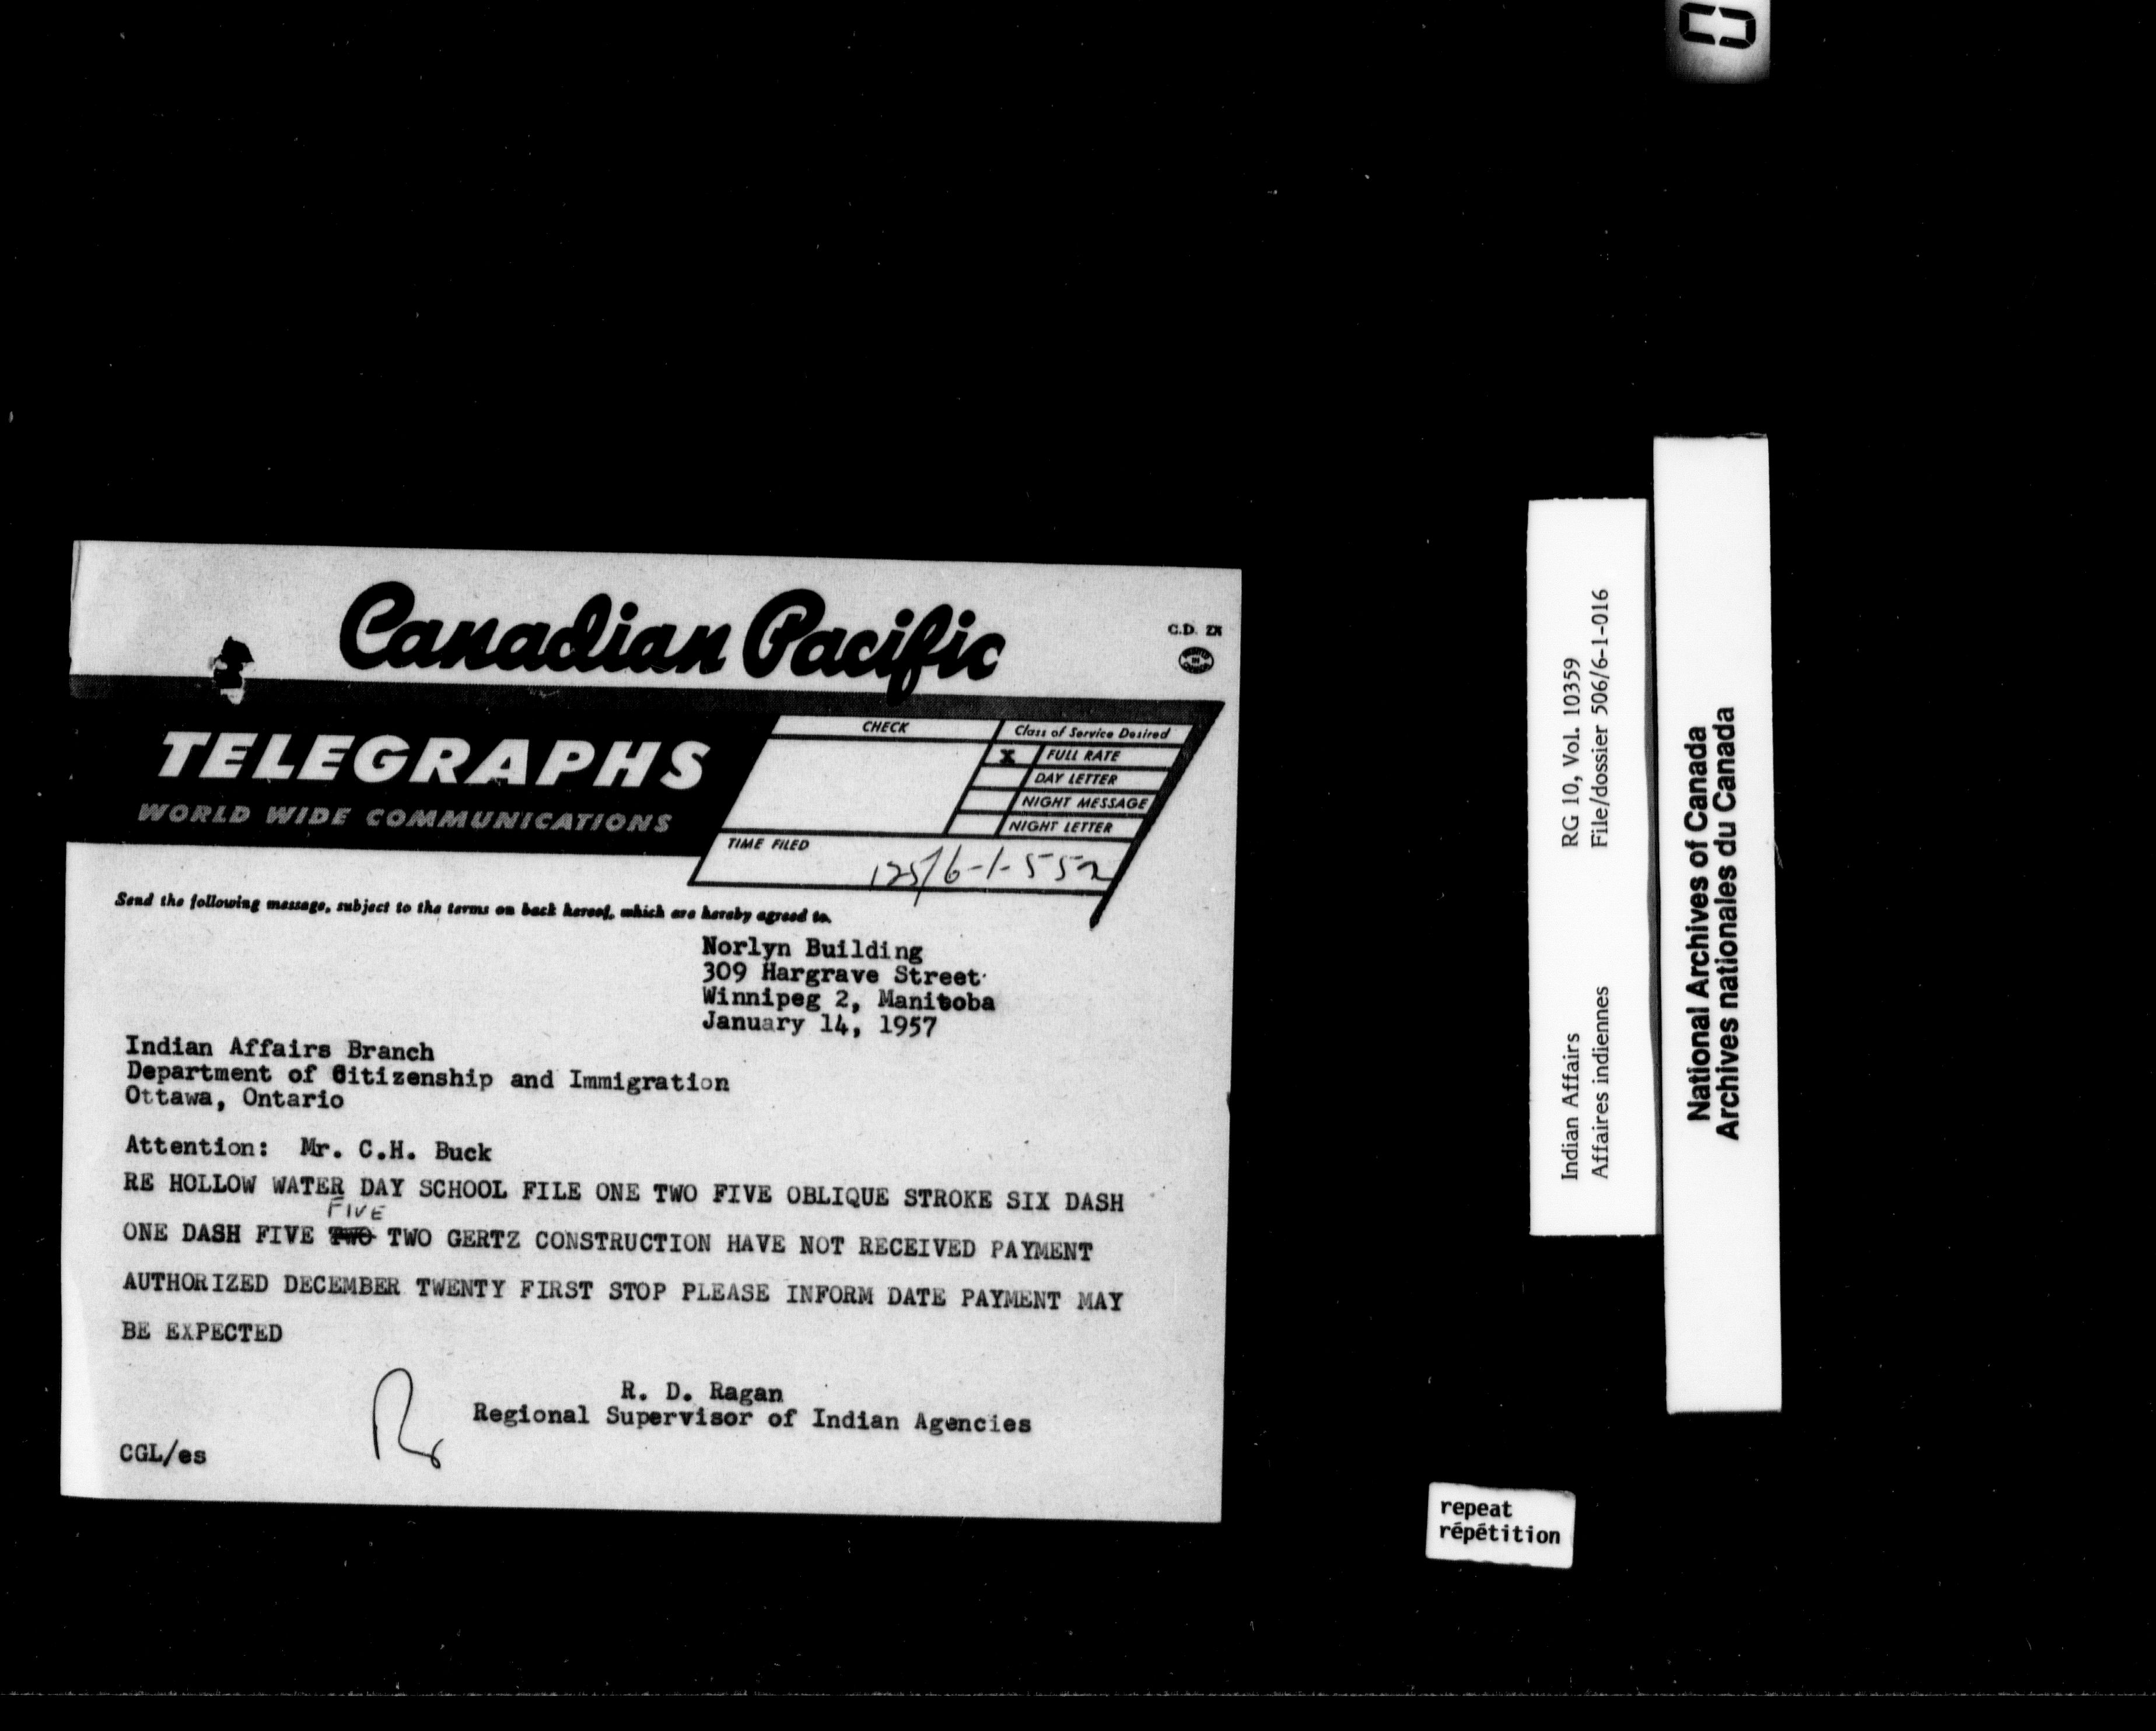 Canadian Pacific
C.D. ZX
TELEGRAPHS
WORLD WIDE COMMUNICATIONS
CHECK
Class of Service Desired
X FULL RATE
DAY LETTER
NIGHT MESSAGE
NIGHT LETTER
TIME FILED
125/6-1-552
Send the following message, subject to the terms on back hereof, which are hereby agreed to.
Norlyn Building
309 Hargrave Street
Winnipeg 2, Manitoba
January 14, 1957
Indian Affairs Branch
Department of Citizenship and Immigration
Ottawa, Ontario
Attention: Mr. C.H. Buck
RE HOLLOW WATER DAY SCHOOL FILE ONE TWO FIVE OBLIQUE STROKE SIX DASH
FIVE
ONE DASH FIVE TWO TWO GERTZ CONSTRUCTION HAVE NOT RECEIVED PAYMENT
AUTHORIZED DECEMBER TWENTY FIRST STOP PLEASE INFORM DATE PAYMENT MAY
BE EXPECTED
R. D. Ragan
Regional Supervisor of Indian Agencies
CGL/es
Indian Affairs RG 10, Vol. 10359
Affaires indiennes File/dossier 506/6-1-016
National Archives of Canada
Archives nationales du Canada
repeat
répétition